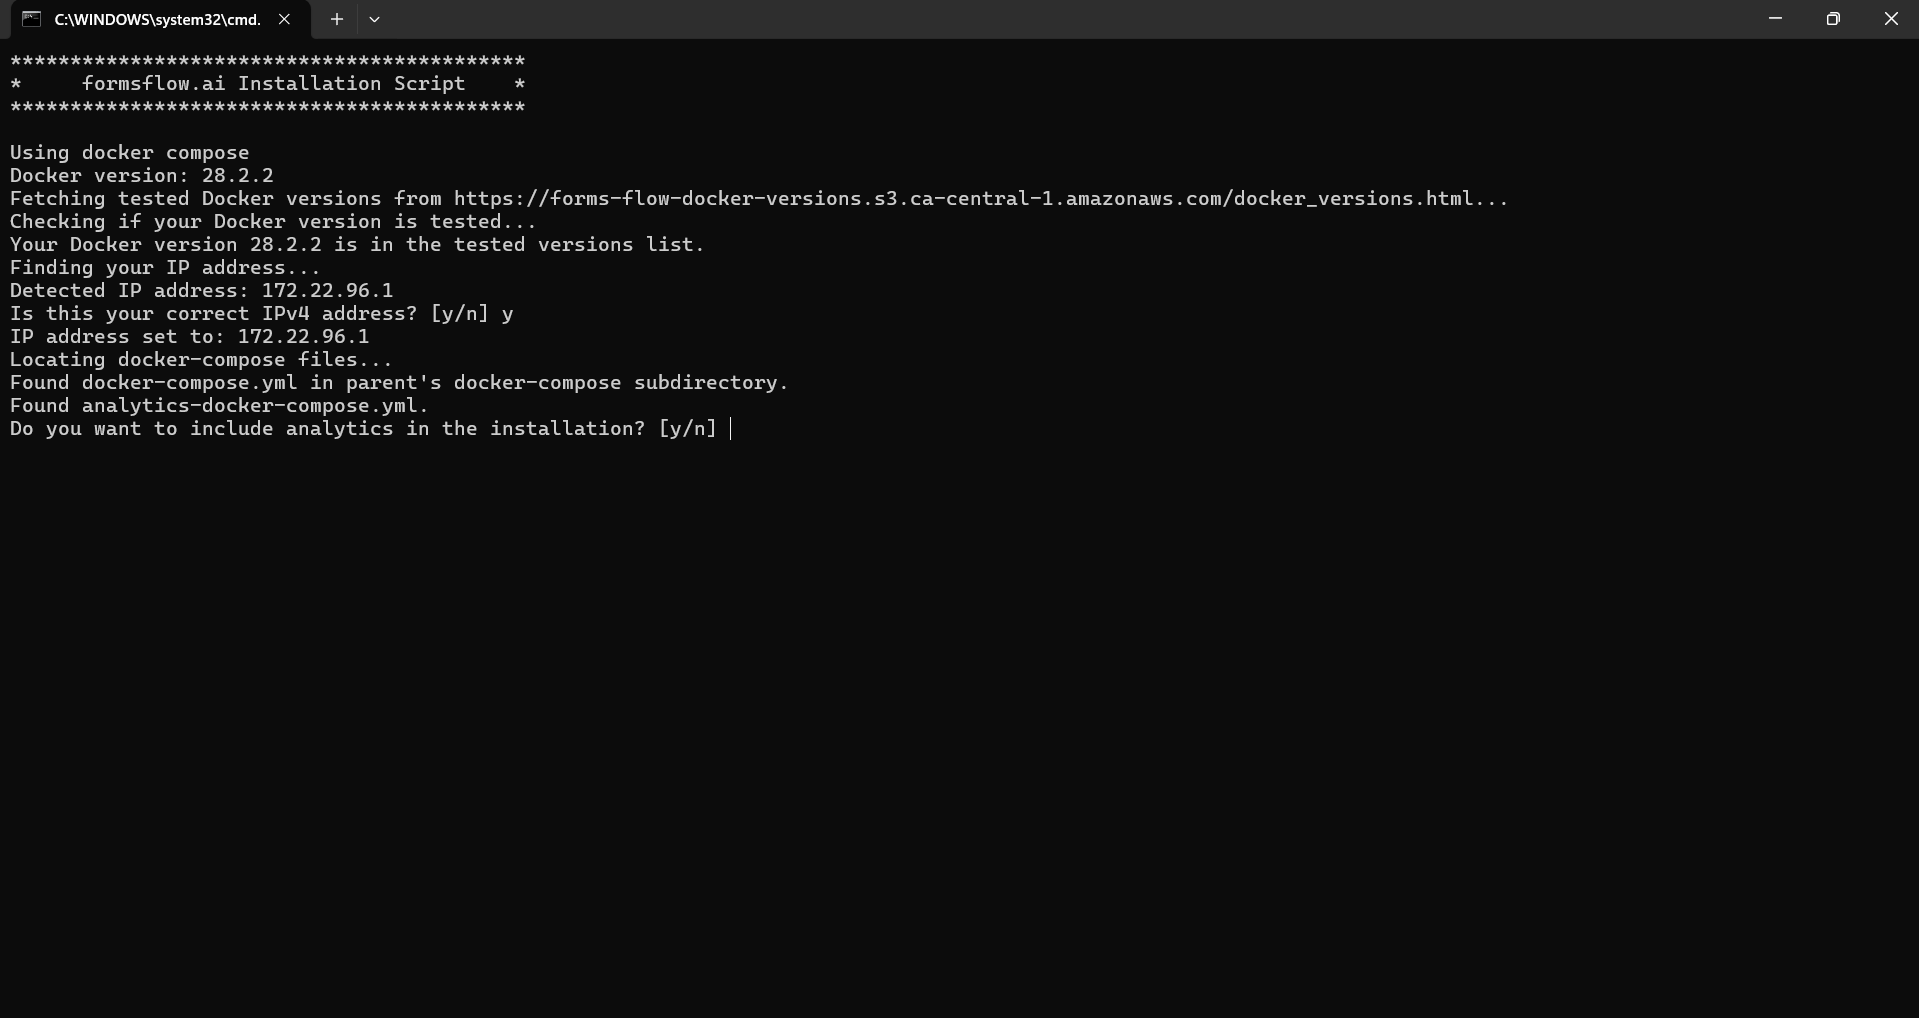 C:\WINDOWS\system32\cmd.
*******************************************
*     formsflow.ai Installation Script    *
*******************************************
Using docker compose
Docker version: 28.2.2
Fetching tested Docker versions from https://forms-flow-docker-versions.s3.ca-central-1.amazonaws.com/docker_versions.html...
Checking if your Docker version is tested...
Your Docker version 28.2.2 is in the tested versions list.
Finding your IP address...
Detected IP address: 172.22.96.1
Is this your correct IPv4 address? [y/n] y
IP address set to: 172.22.96.1
Locating docker-compose files...
Found docker-compose.yml in parent's docker-compose subdirectory.
Found analytics-docker-compose.yml.
Do you want to include analytics in the installation? [y/n]